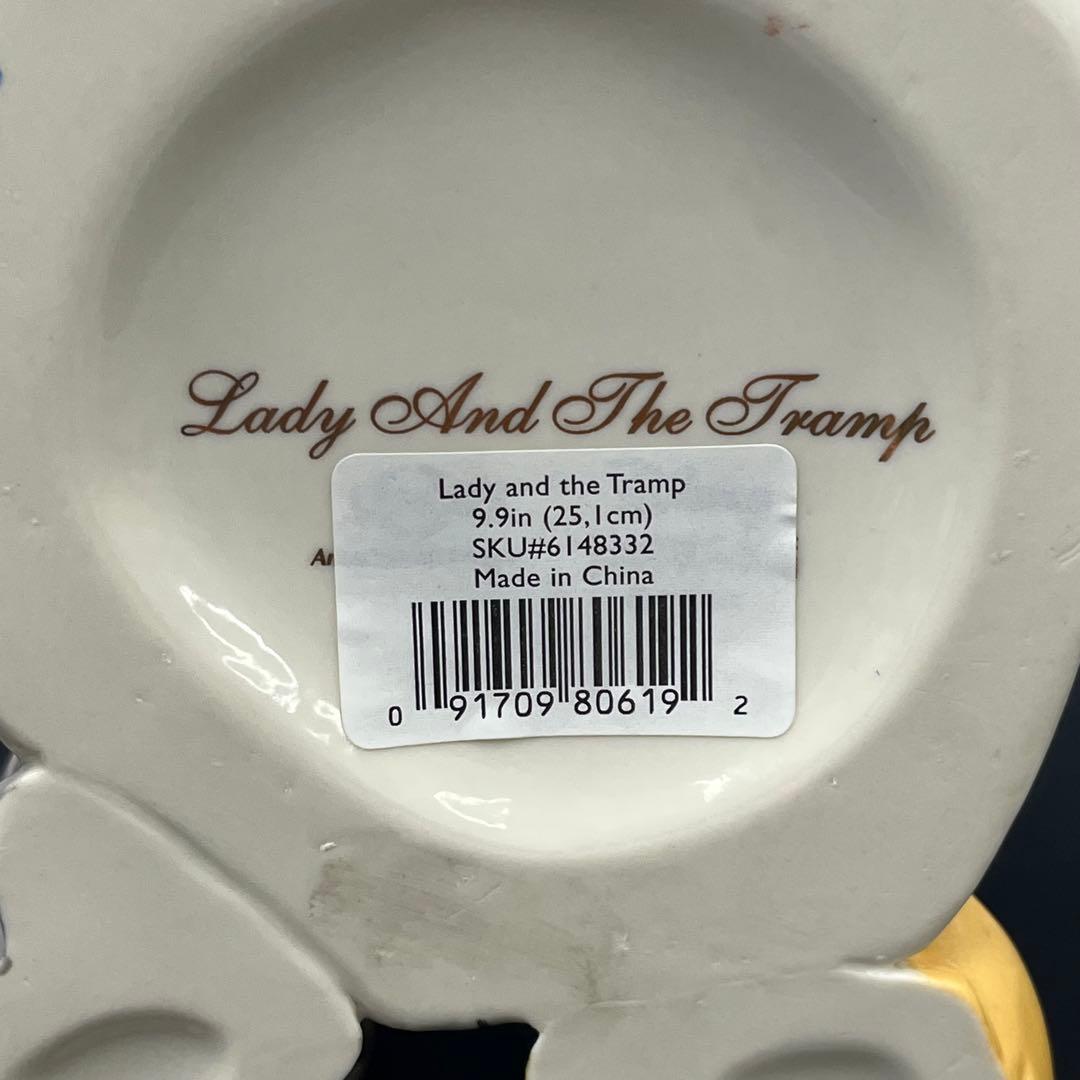 Lady And The Tramp
Lady and the Tramp
9.9in (25,1cm)
SKU#6148332
Made in China
0 91709 80619 2